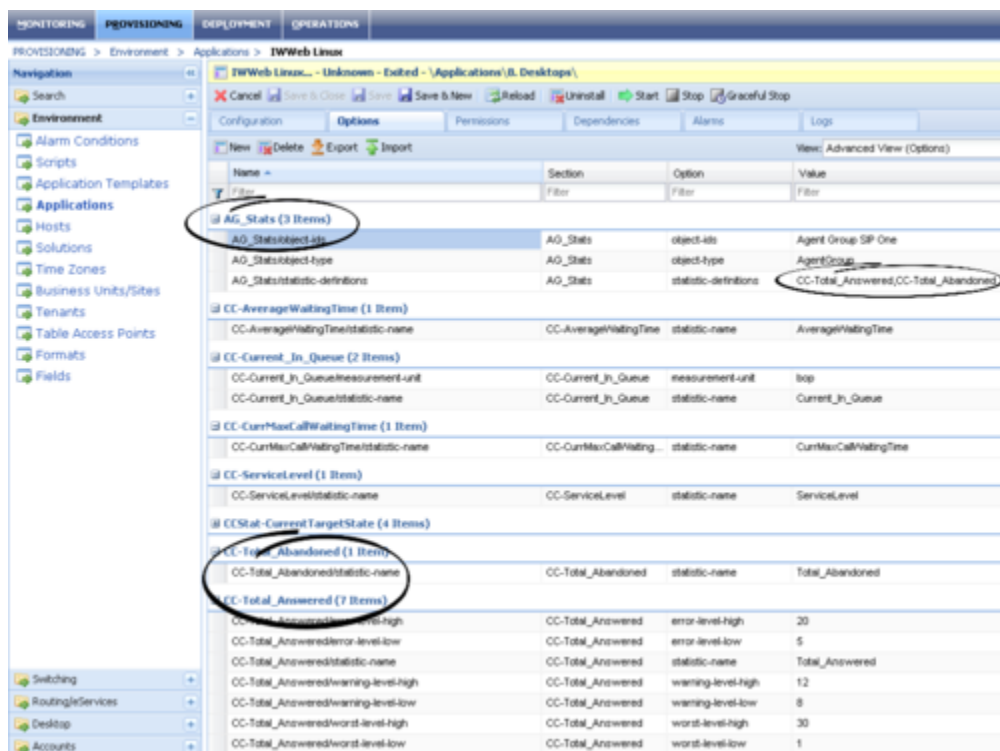 MONITORING PROVISIONING DEPLOYMENT OPERATIONS
PROVISIONING > Environment > Applications > IWWeb Linux
Navigation
Search
Environment
Alarm Conditions
Scripts
Application Templates
Applications
Hosts
Solutions
Time Zones
Business Units/Sites
Tenants
Table Access Points
Formats
Fields
Switching
Routing/eServices
Desktop
Accounts
IWWeb Linux... - Unknown - Exited - \Applications\8. Desktops\
Cancel Save & Close Save Save & New Reload Uninstall Start Stop Graceful Stop
Configuration Options Permissions Dependencies Alarms Logs
New Delete Export Import View: Advanced View (Options)
Name Section Option Value
Filter Filter Filter Filter
AG_Stats (3 Items)
AG_Stats/object-ids AG_Stats object-ids Agent Group SIP One
AG_Stats/object-type AG_Stats object-type AgentGroup
AG_Stats/statistic-definitions AG_Stats statistic-definitions CC-Total_Answered,CC-Total_Abandoned
CC-AverageWaitingTime (1 Item)
CC-AverageWaitingTime/statistic-name CC-AverageWaitingTime statistic-name AverageWaitingTime
CC-Current_In_Queue (2 Items)
CC-Current_In_Queue/measurement-unit CC-Current_In_Queue measurement-unit bop
CC-Current_In_Queue/statistic-name CC-Current_In_Queue statistic-name Current_In_Queue
CC-CurrMaxCallWaitingTime (1 Item)
CC-CurrMaxCallWaitingTime/statistic-name CC-CurrMaxCallWaiting... statistic-name CurrMaxCallWaitingTime
CC-ServiceLevel (1 Item)
CC-ServiceLevel/statistic-name CC-ServiceLevel statistic-name ServiceLevel
CCStat-CurrentTargetState (4 Items)
CC-Total_Abandoned (1 Item)
CC-Total_Abandoned/statistic-name CC-Total_Abandoned statistic-name Total_Abandoned
CC-Total_Answered (7 Items)
CC-Total_Answered/error-level-high CC-Total_Answered error-level-high 20
CC-Total_Answered/error-level-low CC-Total_Answered error-level-low 5
CC-Total_Answered/statistic-name CC-Total_Answered statistic-name Total_Answered
CC-Total_Answered/warning-level-high CC-Total_Answered warning-level-high 12
CC-Total_Answered/warning-level-low CC-Total_Answered warning-level-low 8
CC-Total_Answered/worst-level-high CC-Total_Answered worst-level-high 30
CC-Total_Answered/worst-level-low CC-Total_Answered worst-level-low 1